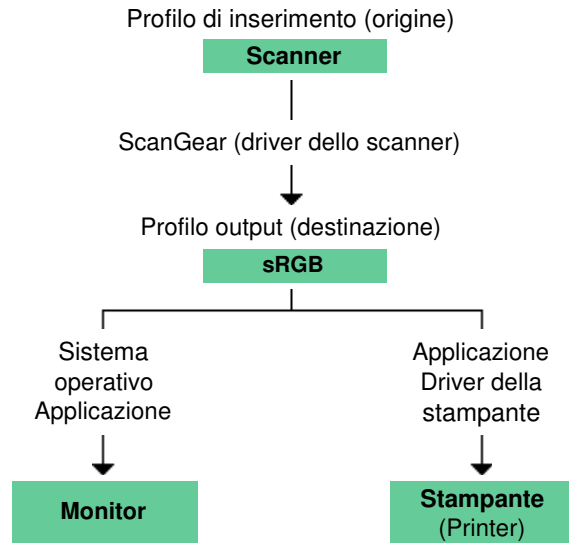 Profilo di inserimento (origine)
Scanner
ScanGear (driver dello scanner)
Profilo output (destinazione)
sRGB
Sistema
operativo
Applicazione
Applicazione
Driver della
stampante
Monitor
Stampante
(Printer)